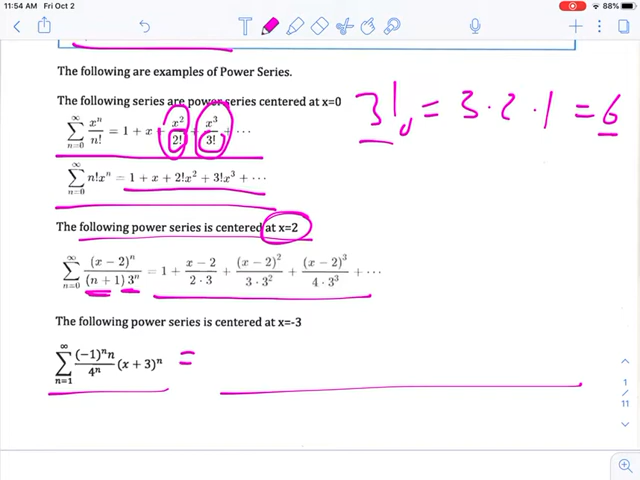 11:54 AM Fri Oct 2 88%
T
The following are examples of Power Series.
The following series are power series centered at x=0
∑_{n=0}^{∞} x^n/n! = 1 + x + x^2/2! + x^3/3! + ⋯
3! = 3 · 2 · 1 = 6
∑_{n=0}^{∞} n!x^n = 1 + x + 2!x^2 + 3!x^3 + ⋯
The following power series is centered at x=2
∑_{n=0}^{∞} (x − 2)^n/((n + 1) 3^n) = 1 + (x − 2)/(2 · 3) + (x − 2)^2/(3 · 3^2) + (x − 2)^3/(4 · 3^3) + ⋯
The following power series is centered at x=-3
∑_{n=1}^{∞} (−1)^n n/4^n (x + 3)^n =
1
/
11